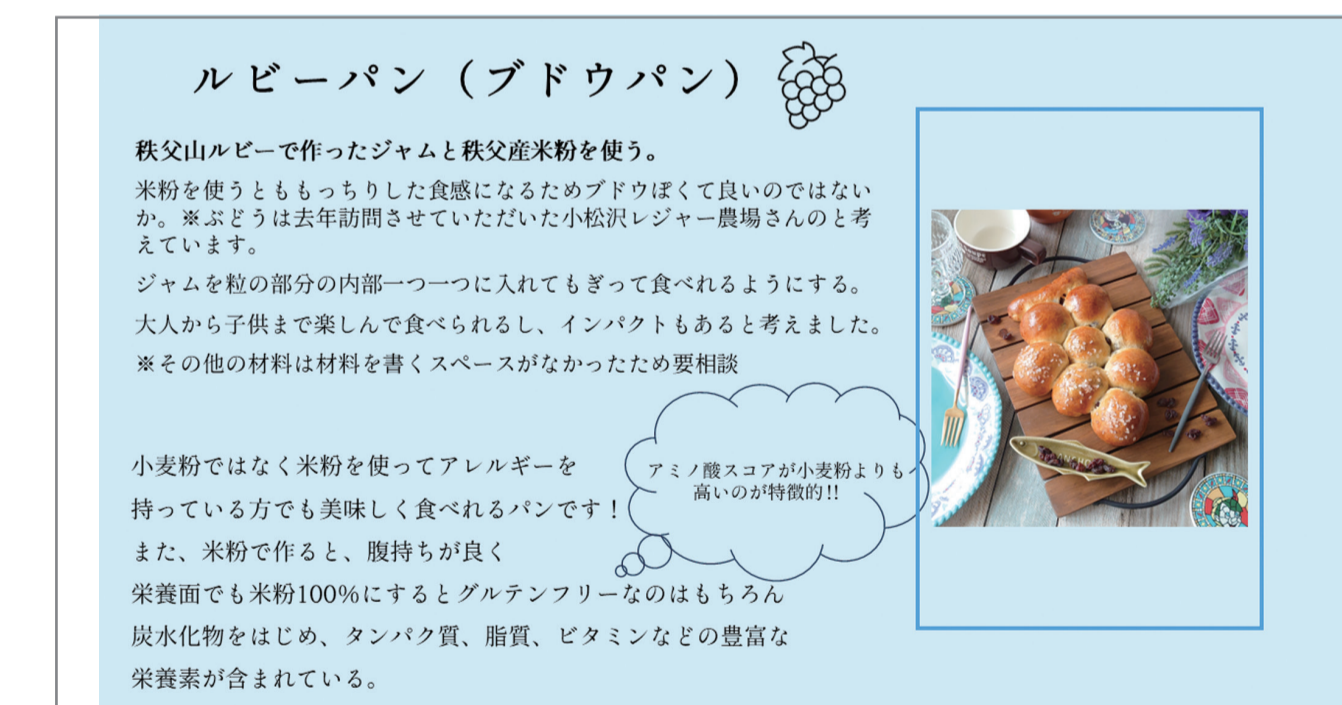 ルビーパン（ブドウパン）
秩父山ルビーで作ったジャムと秩父産米粉を使う。
米粉を使うとももっちりした食感になるためブドウぽくて良いのではない
か。※ぶどうは去年訪問させていただいた小松沢レジャー農場さんのと考
えています。
ジャムを粒の部分の内部一つ一つに入れてもぎって食べれるようにする。
大人から子供まで楽しんで食べられるし、インパクトもあると考えました。
※その他の材料は材料を書くスペースがなかったため要相談
アミノ酸スコアが小麦粉よりも
高いのが特徴的!!
小麦粉ではなく米粉を使ってアレルギーを
持っている方でも美味しく食べれるパンです！
また、米粉で作ると、腹持ちが良く
栄養面でも米粉100%にするとグルテンフリーなのはもちろん
炭水化物をはじめ、タンパク質、脂質、ビタミンなどの豊富な
栄養素が含まれている。